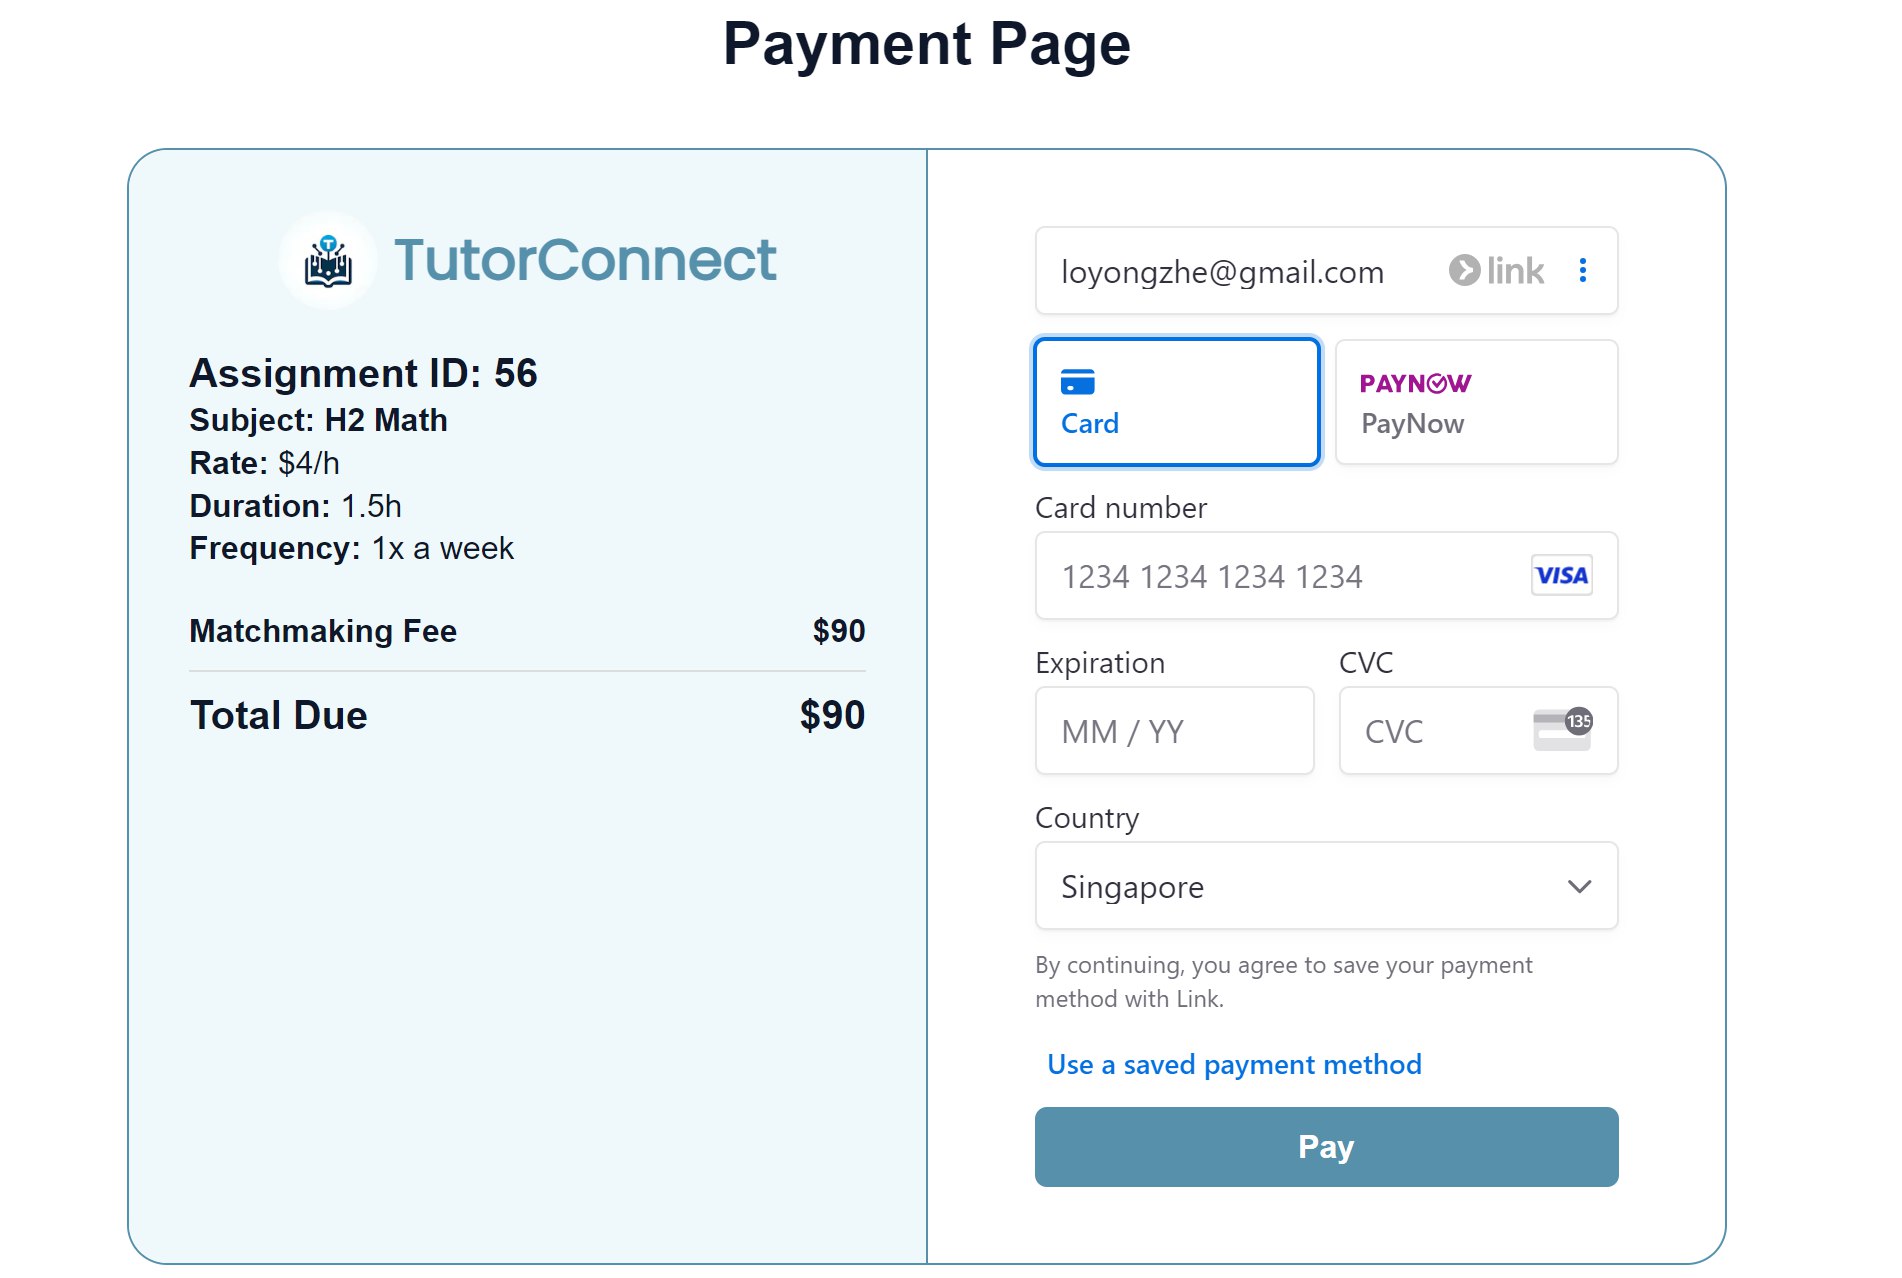 Payment Page
TutorConnect
Assignment ID: 56
Subject: H2 Math
Rate: $4/h
Duration: 1.5h
Frequency: 1x a week
Matchmaking Fee $90
Total Due $90
loyongzhe@gmail.com link
PAYNOW
Card PayNow
Card number
1234 1234 1234 1234 VISA
Expiration CVC
MM / YY CVC 135
Country
Singapore
By continuing, you agree to save your payment
method with Link.
Use a saved payment method
Pay